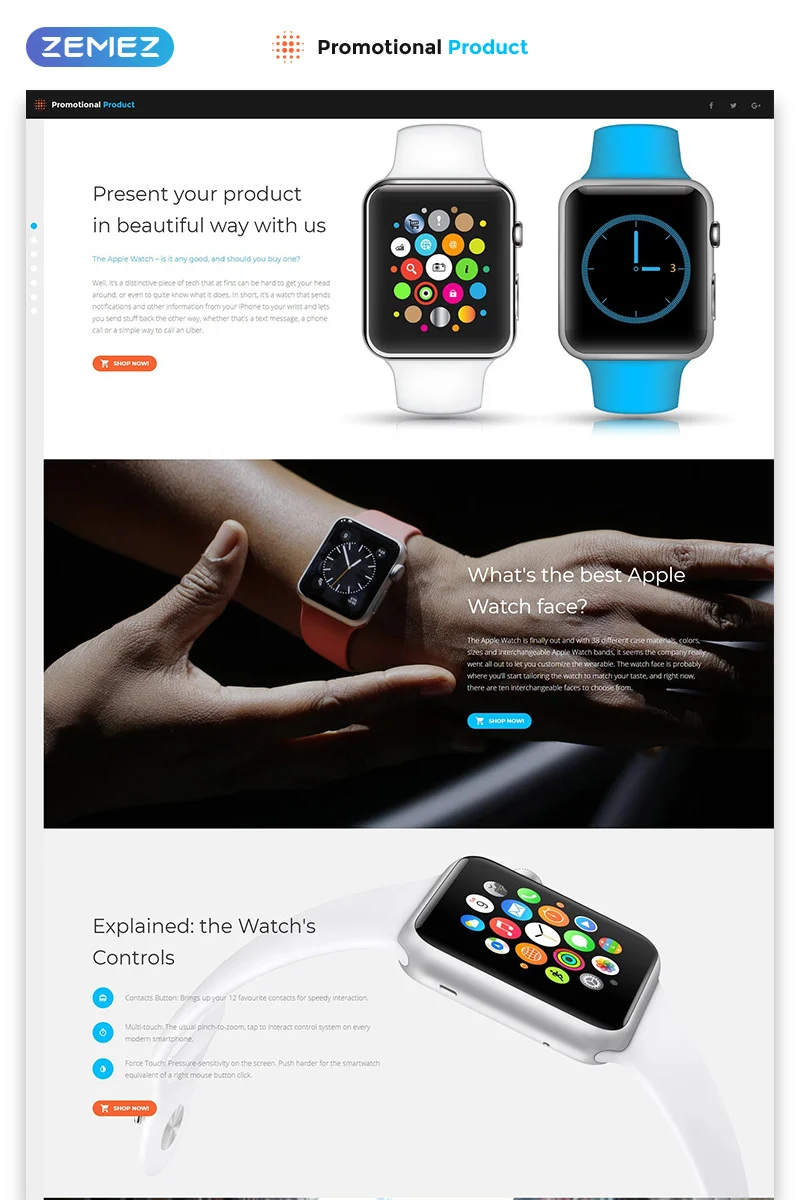 ZEMEZ
Promotional Product
Promotional Product
Present your product
in beautiful way with us
The Apple Watch – is it any good, and should you buy one?
Well, it's a distinctive piece of tech that at first can be hard to get your head
around, or even to quite know what it does. In short, it's a watch that sends
notifications and other information from your iPhone to your wrist and lets
you send stuff back the other way, whether that's a text message, a phone
call or a simple way to call an Uber.
SHOP NOW!
3
What's the best Apple
Watch face?
The Apple Watch is finally out and with 38 different case materials, colors,
sizes and interchangeable Apple Watch bands, it seems the company really
went all out to let you customize the wearable. The watch face is probably
where you'll start tailoring the watch to match your taste, and right now,
there are ten interchangeable faces to choose from.
SHOP NOW!
Explained: the Watch's
Controls
Contacts Button: Brings up your 12 favourite contacts for speedy interaction.
Multi-touch: The usual pinch-to-zoom, tap to interact control system on every
modern smartphone.
Force Touch: Pressure-sensitivity on the screen. Push harder for the smartwatch
equivalent of a right mouse button click.
SHOP NOW!
9